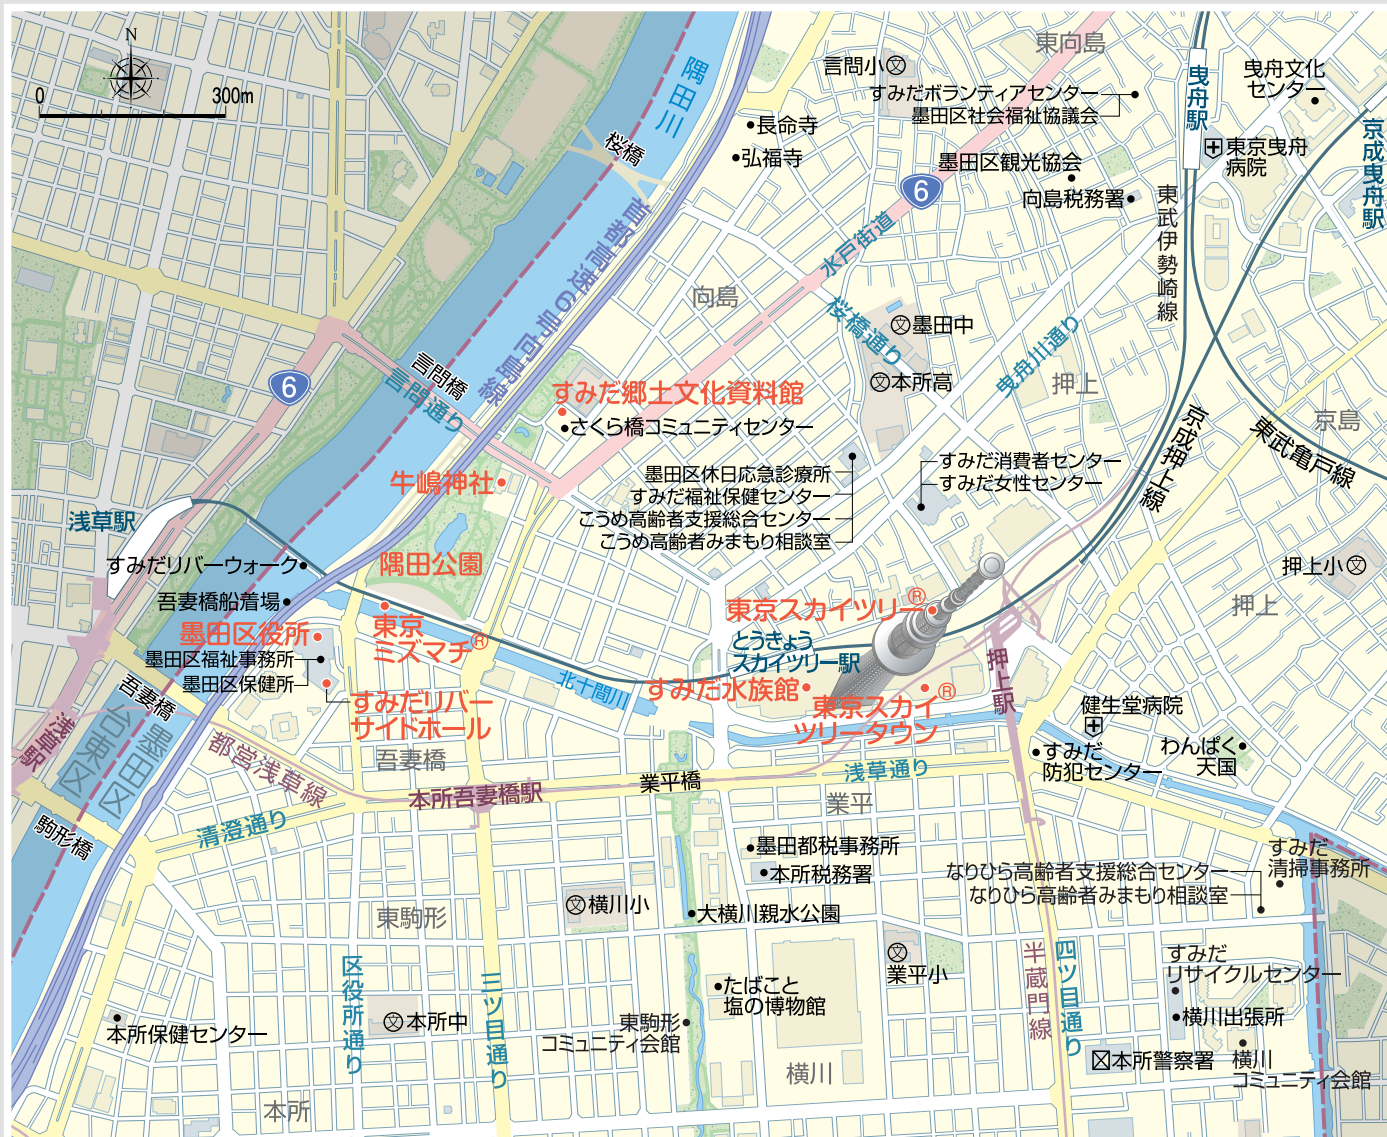 N
0 300m
6
6
隅田川
桜橋
首都高速6号向島線
言問小
東向島
すみだボランティアセンター
墨田区社会福祉協議会
長命寺
弘福寺
墨田区観光協会
向島税務署
曳舟駅
曳舟文化
センター
東京曳舟
病院
京成曳舟駅
東武伊勢崎線
水戸街道
向島
桜橋通り
墨田中
本所高
曳舟川通り
押上
京成押上線
東武亀戸線
京島
言問橋
言問通り
すみだ郷土文化資料館
さくら橋コミュニティセンター
牛嶋神社
墨田区休日応急診療所
すみだ福祉保健センター
こうめ高齢者支援総合センター
こうめ高齢者みまもり相談室
すみだ消費者センター
すみだ女性センター
浅草駅
すみだリバーウォーク
吾妻橋船着場
隅田公園
墨田区役所
墨田区福祉事務所
墨田区保健所
東京
ミズマチ®
すみだリバー
サイドホール
北十間川
東京スカイツリー®
とうきょう
スカイツリー駅
すみだ水族館
東京スカイ
ツリータウン®
押上駅
押上小
押上
健生堂病院
すみだ
防犯センター
わんぱく
天国
吾妻橋
浅草駅
台東区
墨田区
駒形橋
都営浅草線
清澄通り
吾妻橋
本所吾妻橋駅
業平橋
浅草通り
業平
墨田都税事務所
本所税務署
なりひら高齢者支援総合センター
なりひら高齢者みまもり相談室
すみだ
清掃事務所
横川小
大横川親水公園
東駒形
業平小
半蔵門線
四ツ目通り
すみだ
リサイクルセンター
横川出張所
区役所通り
三ツ目通り
たばこと
塩の博物館
本所保健センター
本所中
東駒形
コミュニティ会館
本所警察署
横川
コミュニティ会館
横川
本所